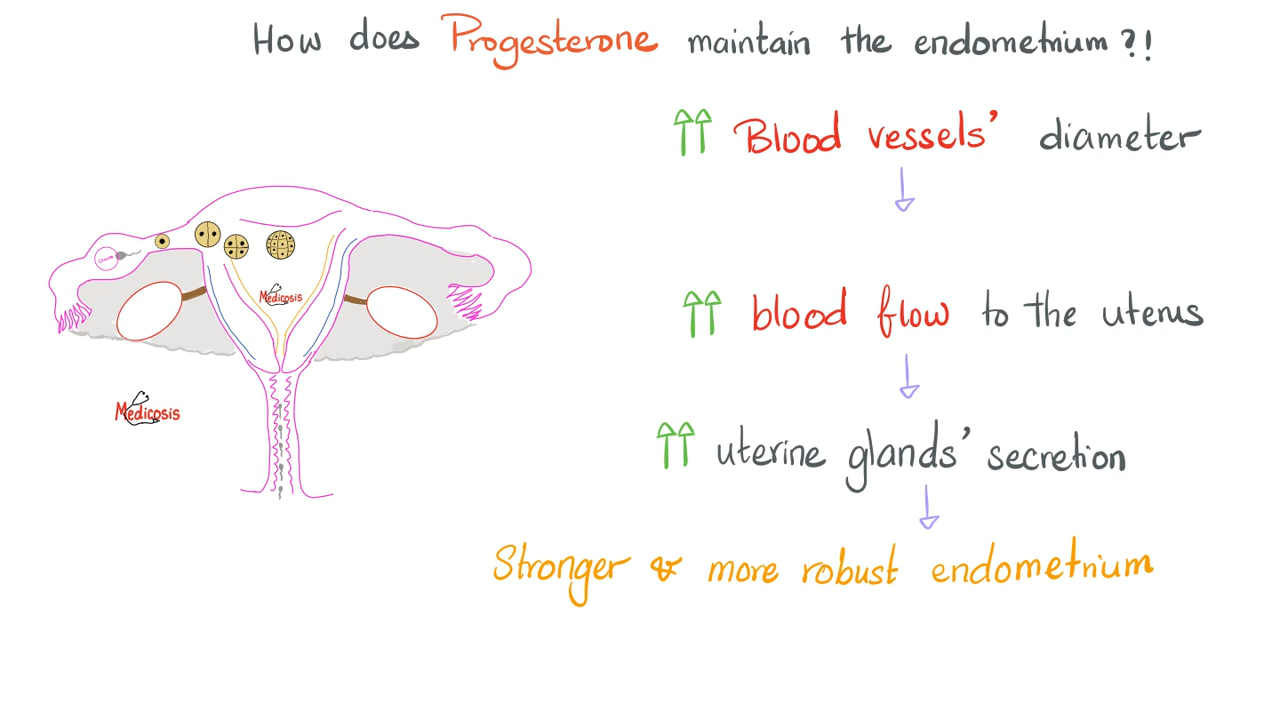 How does Progesterone maintain the endometrium?!
↑↑ Blood vessels' diameter
↓
↑↑ blood flow to the uterus
↓
↑↑ uterine glands' secretion
↓
Stronger & more robust endometrium
Ovum
Medicosis
Medicosis